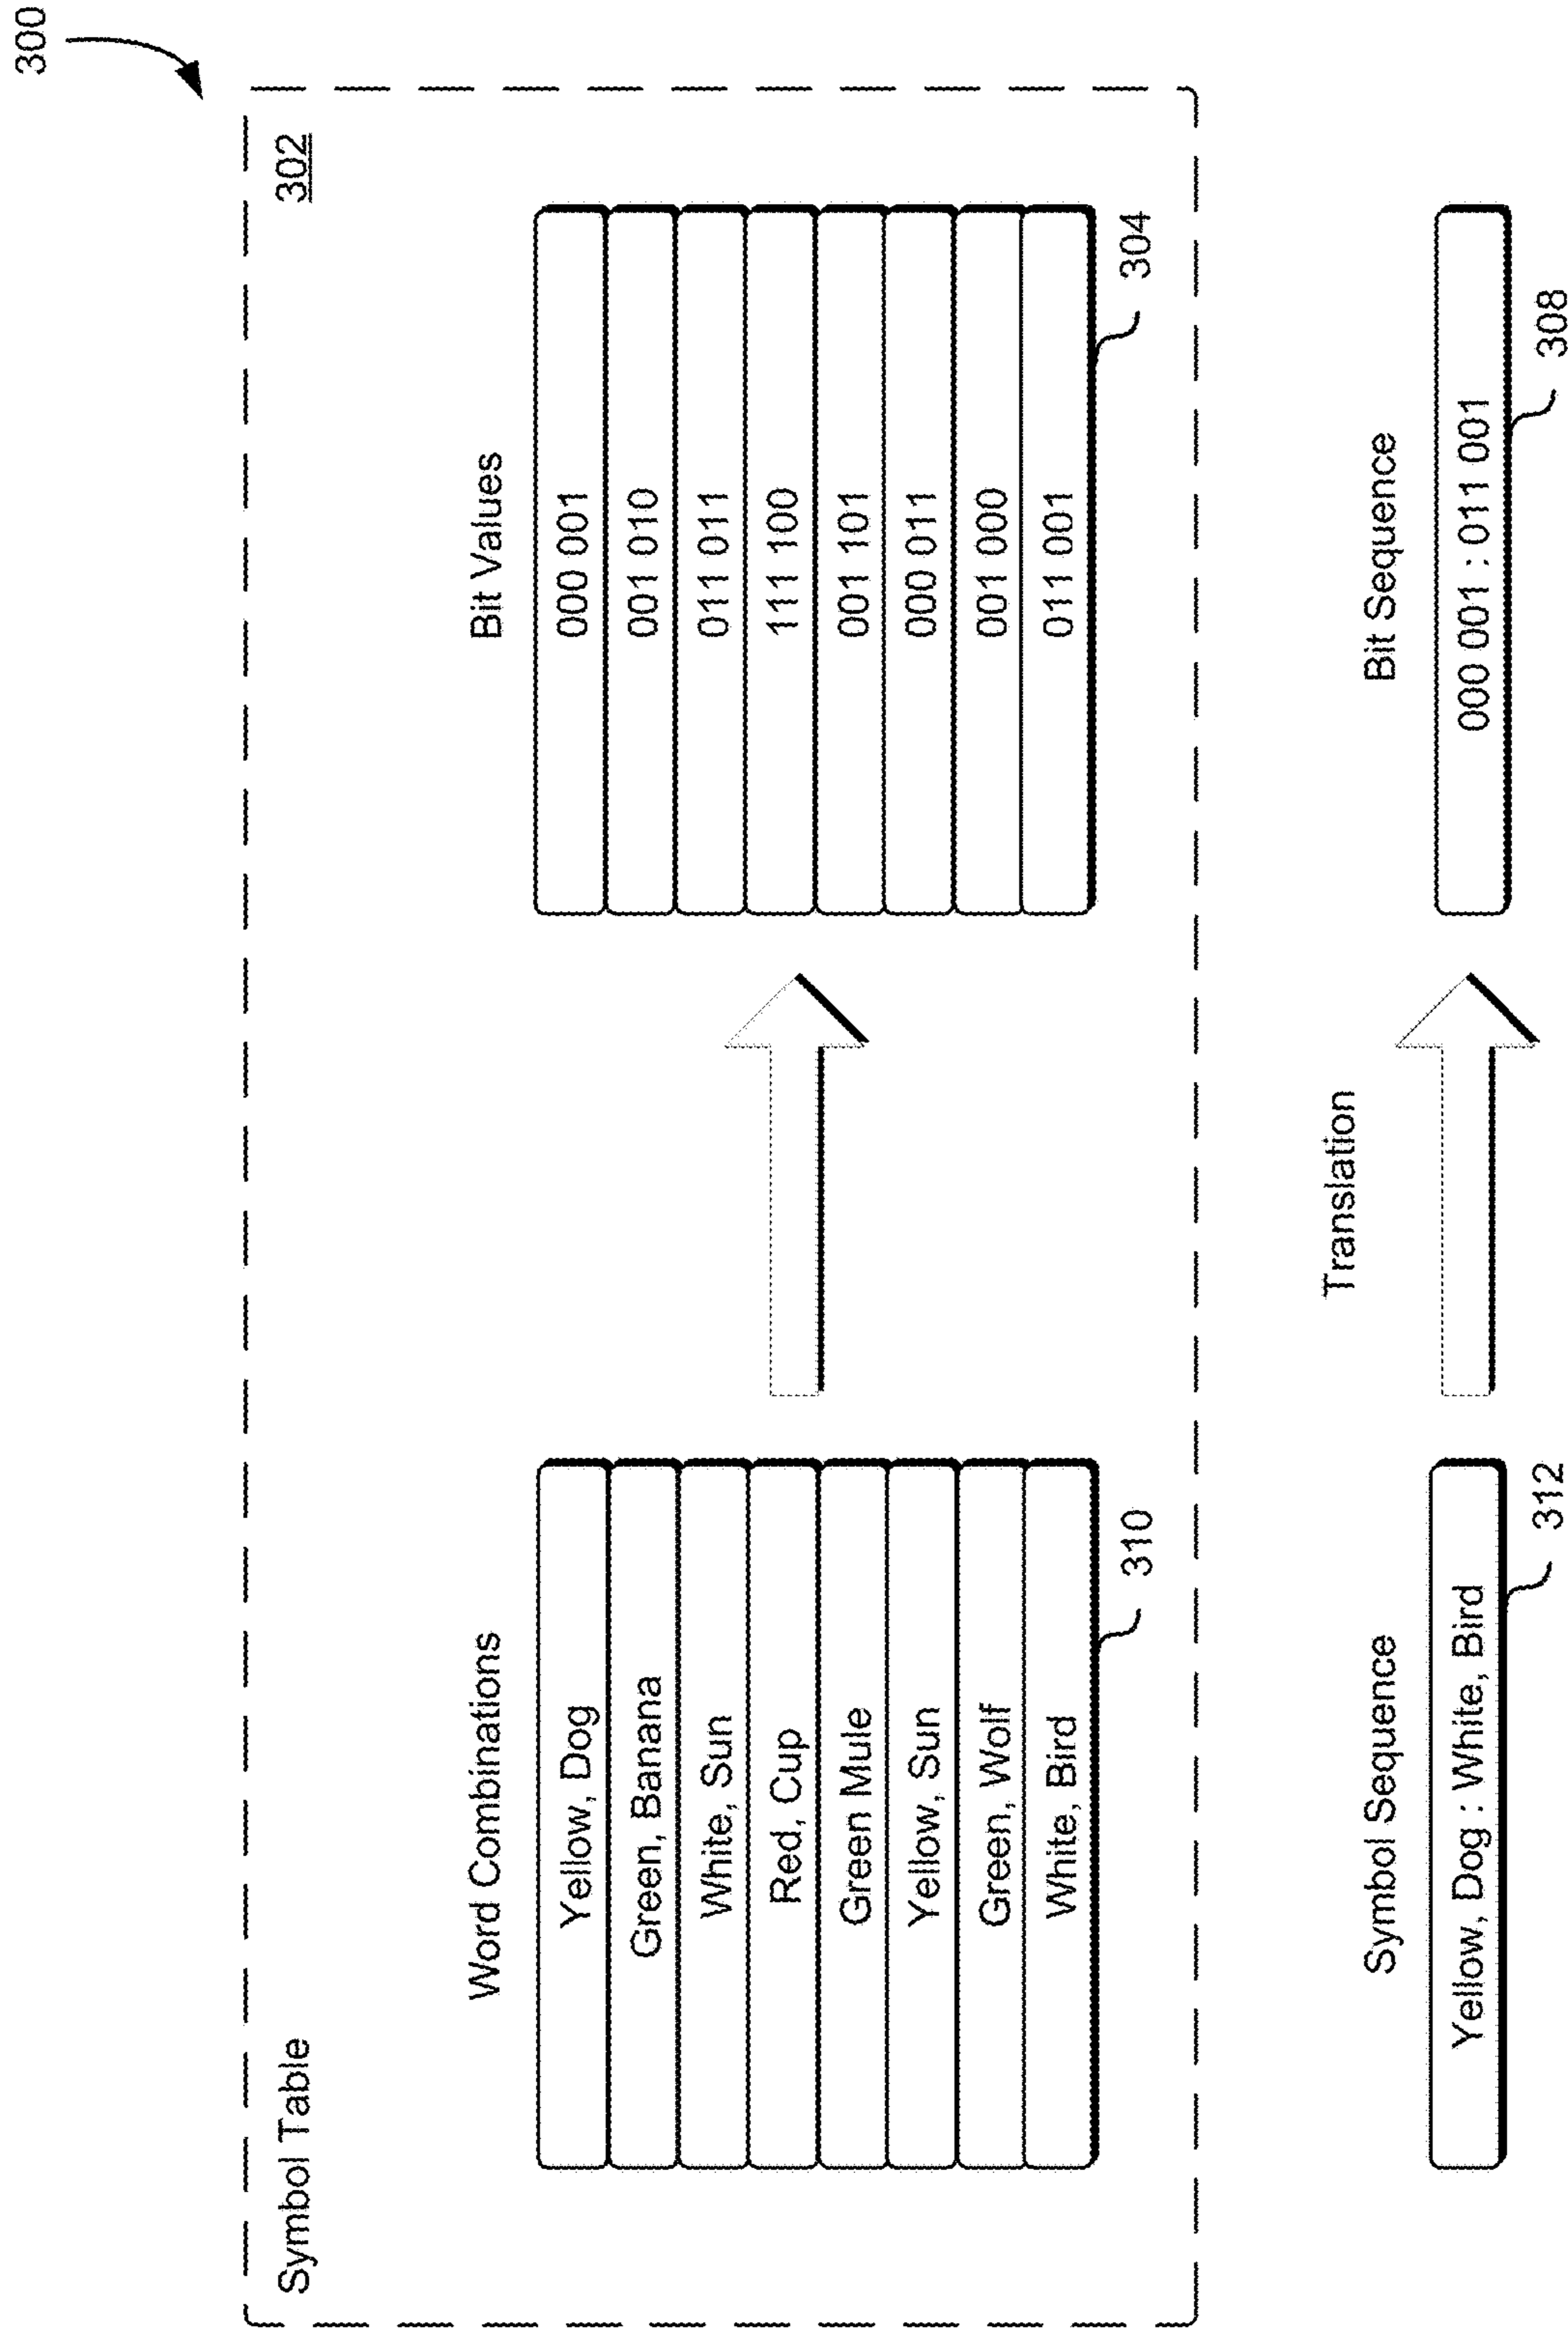 300
Symbol Table
302
Word Combinations
Bit Values
Yellow, Dog
000 001
Green, Banana
001 010
White, Sun
011 011
Red, Cup
111 100
Green Mule
001 101
Yellow, Sun
000 011
Green, Wolf
001 000
White, Bird
011 001
310
304
Translation
Symbol Sequence
Bit Sequence
Yellow, Dog : White, Bird
000 001 : 011 001
312
308